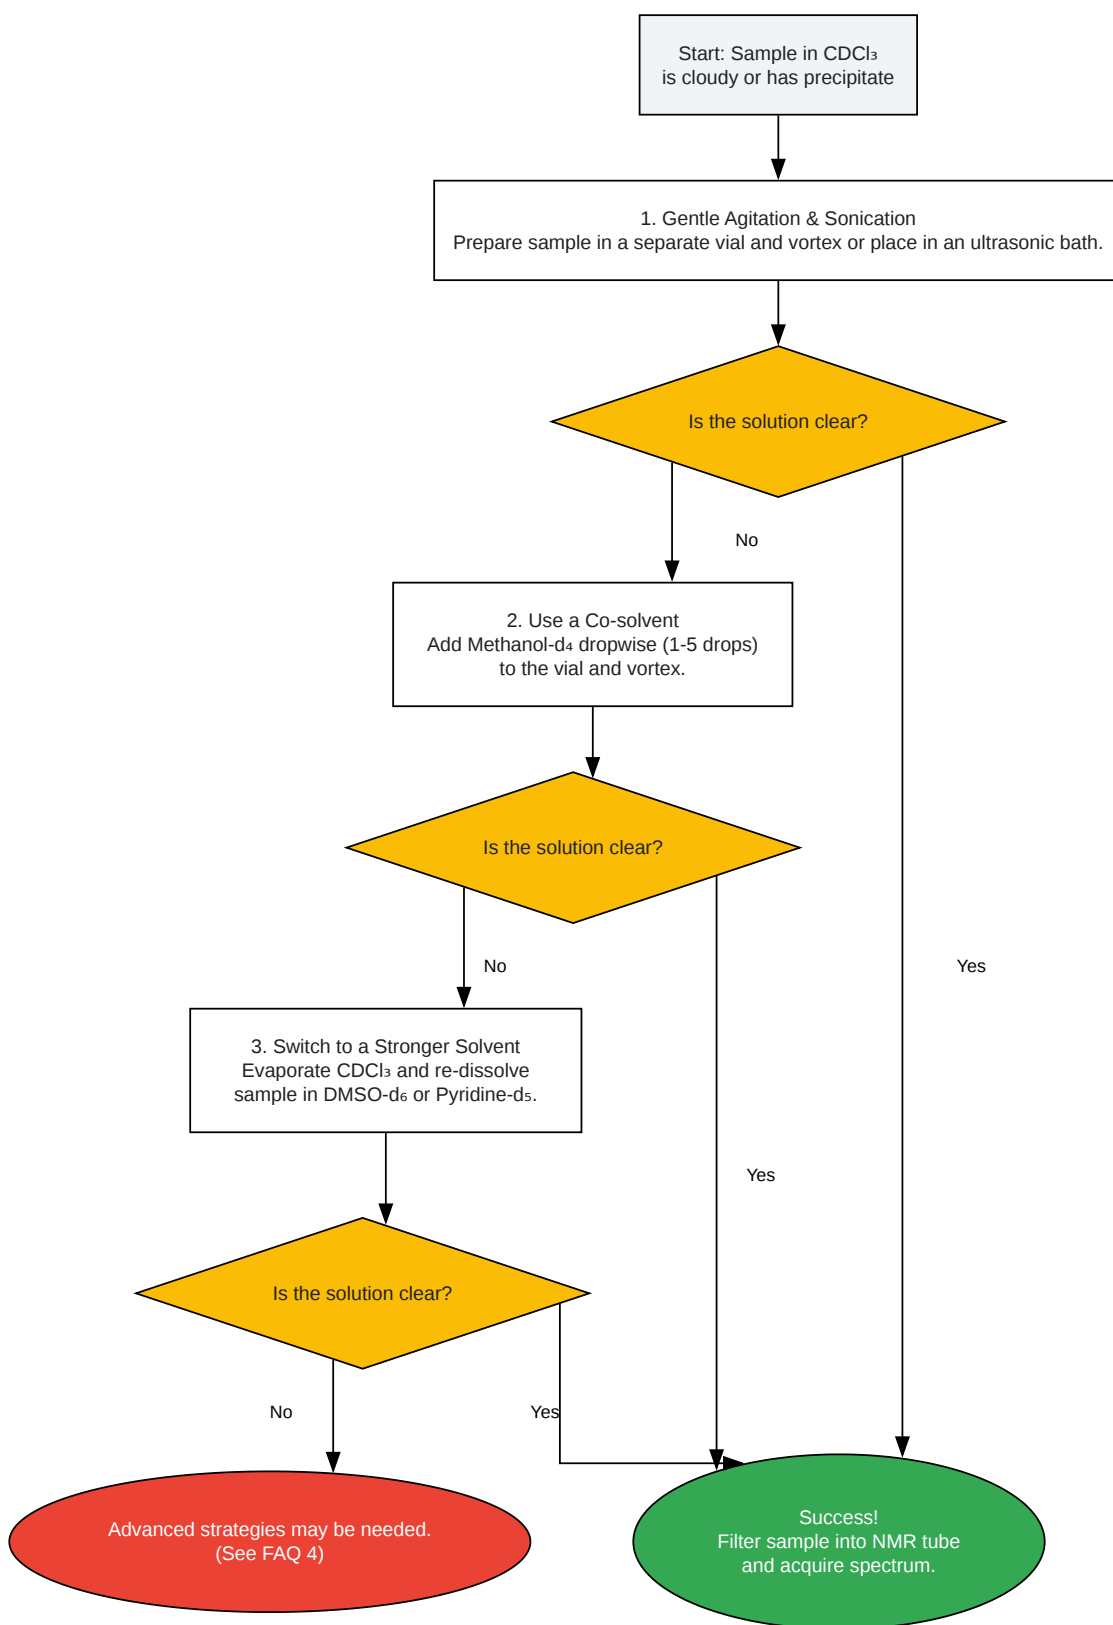 Start: Sample in CDCl₃
is cloudy or has precipitate
1. Gentle Agitation & Sonication
Prepare sample in a separate vial and vortex or place in an ultrasonic bath.
Is the solution clear?
No
2. Use a Co-solvent
Add Methanol-d₄ dropwise (1-5 drops)
to the vial and vortex.
Is the solution clear?
No
Yes
3. Switch to a Stronger Solvent
Evaporate CDCl₃ and re-dissolve
sample in DMSO-d₆ or Pyridine-d₅.
Yes
Is the solution clear?
No
Yes
Advanced strategies may be needed.
(See FAQ 4)
Success!
Filter sample into NMR tube
and acquire spectrum.